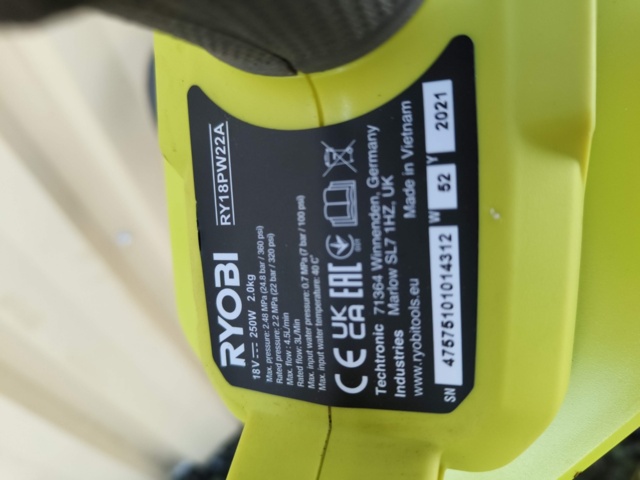 RYOBI RY18PW22A
18V ⎓ 250W 2.0kg
Max. pressure: 2.48 MPa (24.8 bar / 360 psi)
Rated pressure: 2.2 MPa (22 bar / 320 psi)
Max. flow : 4.5L/min
Rated flow: 3L/Min
Max. input water pressure: 0.7 MPa (7 bar / 100 psi)
Max. input water temperature: 40 C°
CE UK CA EAC
Techtronic Industries
71364 Winnenden, Germany
Marlow SL7 1HZ, UK
www.ryobitools.eu Made in Vietnam
SN 47575101014312 W 52 Y 2021